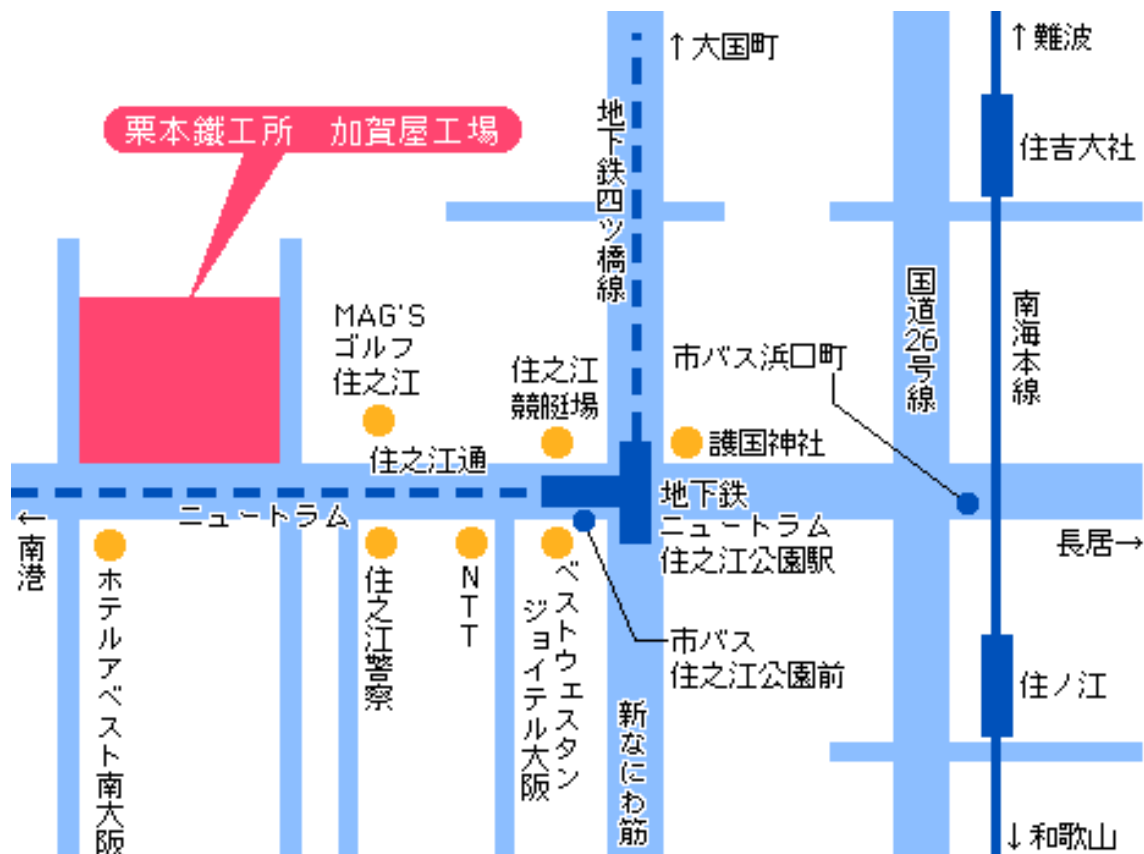 ↑大国町
↑難波
栗本鐵工所　加賀屋工場
地下鉄四ツ橋線
住吉大社
国道26号線
南海本線
MAG'S
ゴルフ
住之江
住之江
競艇場
市バス浜口町
護国神社
住之江通
地下鉄
ニュートラム
住之江公園駅
ニュートラム
←南港
長居→
ホテルアベスト南大阪
住之江警察
NTT
ベストウェスタン
ジョイテル大阪
市バス
住之江公園前
住ノ江
新なにわ筋
↓和歌山